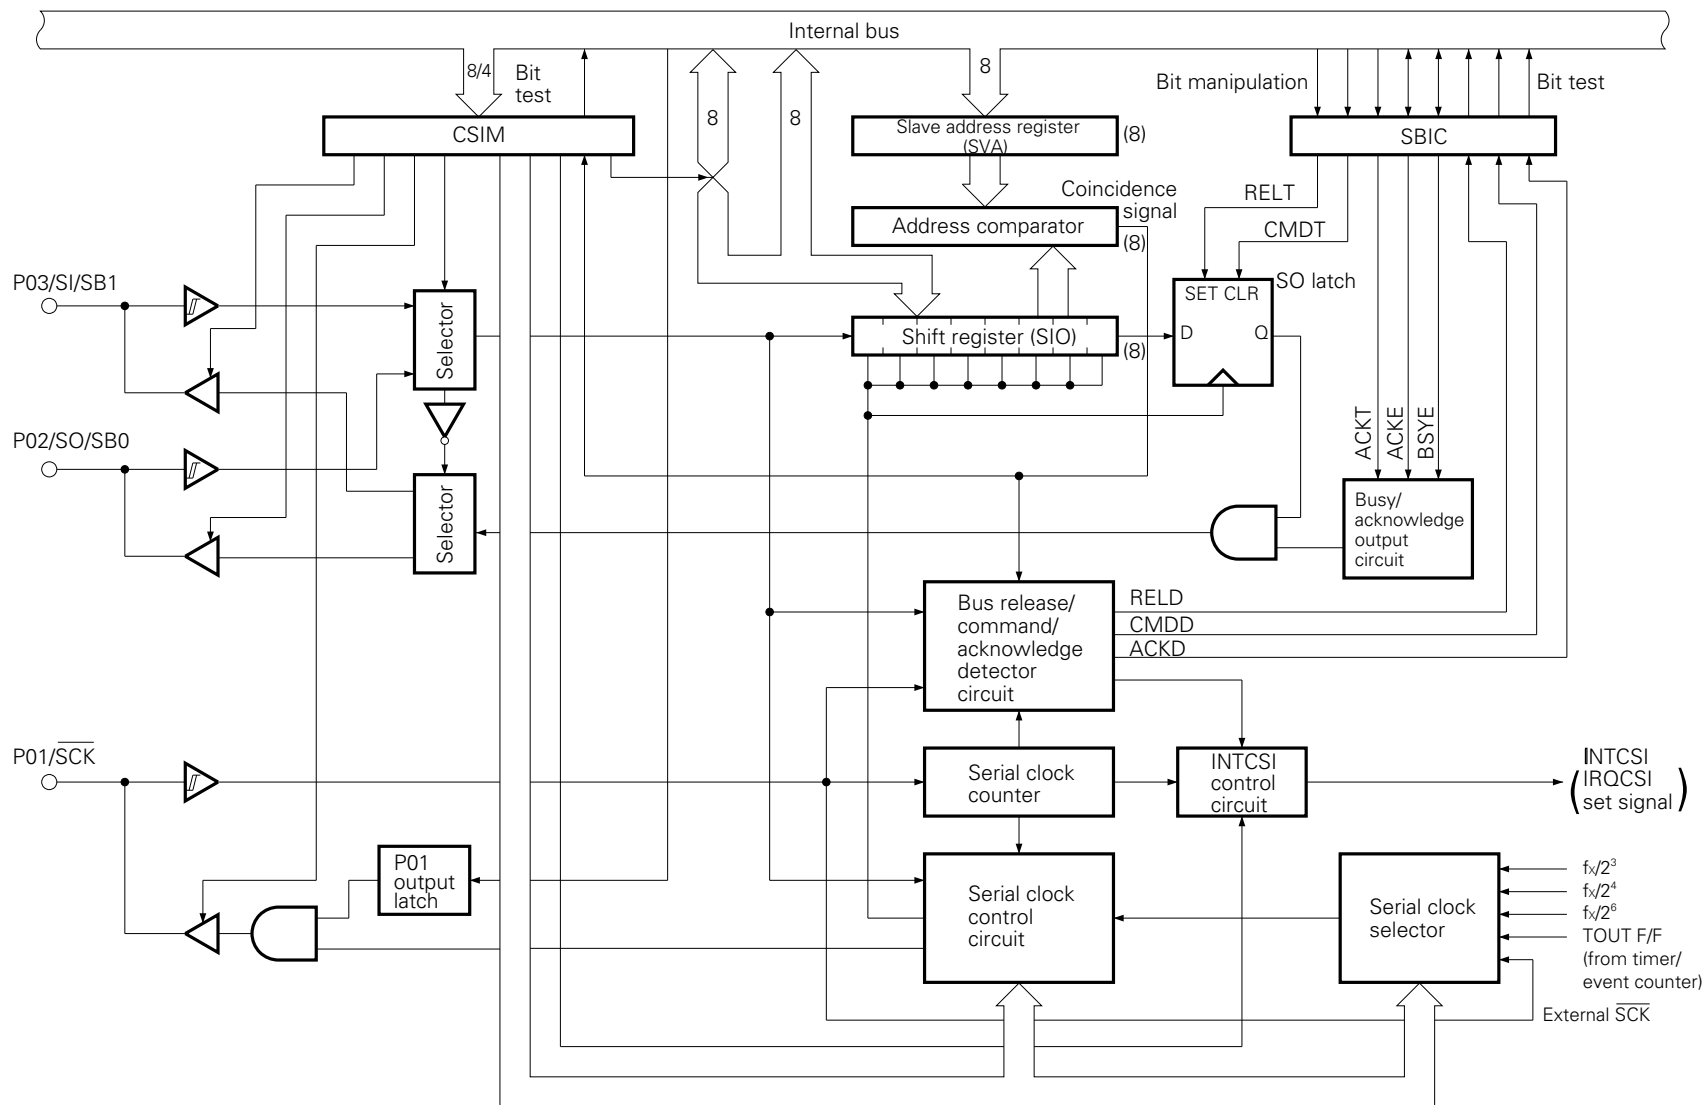 Internal bus
8/4
Bit
test
8
8
8
Bit manipulation
Bit test
CSIM
Slave address register
(SVA)
(8)
SBIC
Coincidence
signal
RELT
Address comparator
(8)
CMDT
P03/SI/SB1
SO latch
SET CLR
Selector
Shift register (SIO)
(8)
D
Q
P02/SO/SB0
ACKT
ACKE
BSYE
Selector
Busy/
acknowledge
output
circuit
Bus release/
command/
acknowledge
detector
circuit
RELD
CMDD
ACKD
P01/S̅C̅K̅
Serial clock
counter
INTCSI
control
circuit
INTCSI
(IRQCSI
set signal)
P01
output
latch
Serial clock
control
circuit
Serial clock
selector
fX/2³
fX/2⁴
fX/2⁶
TOUT F/F
(from timer/
event counter)
External S̅C̅K̅